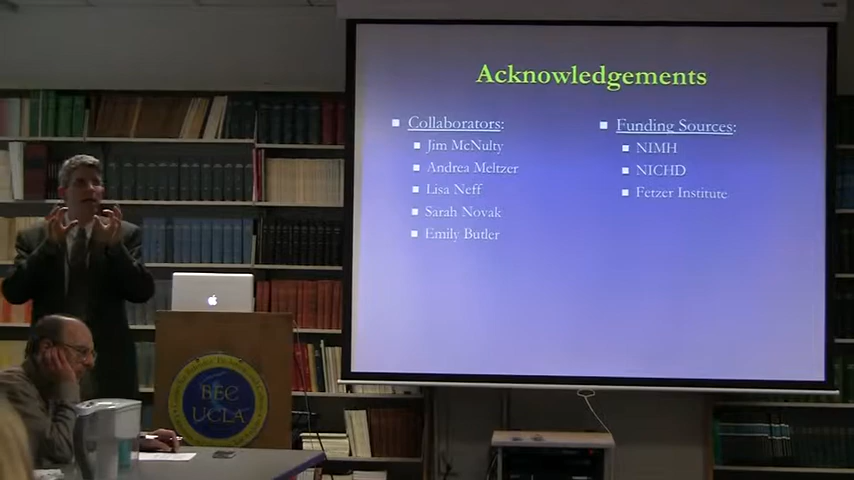 Acknowledgements
Collaborators:
Jim McNulty
Andrea Meltzer
Lisa Neff
Sarah Novak
Emily Butler
Funding Sources:
NIMH
NICHD
Fetzer Institute
BEC
UCLA